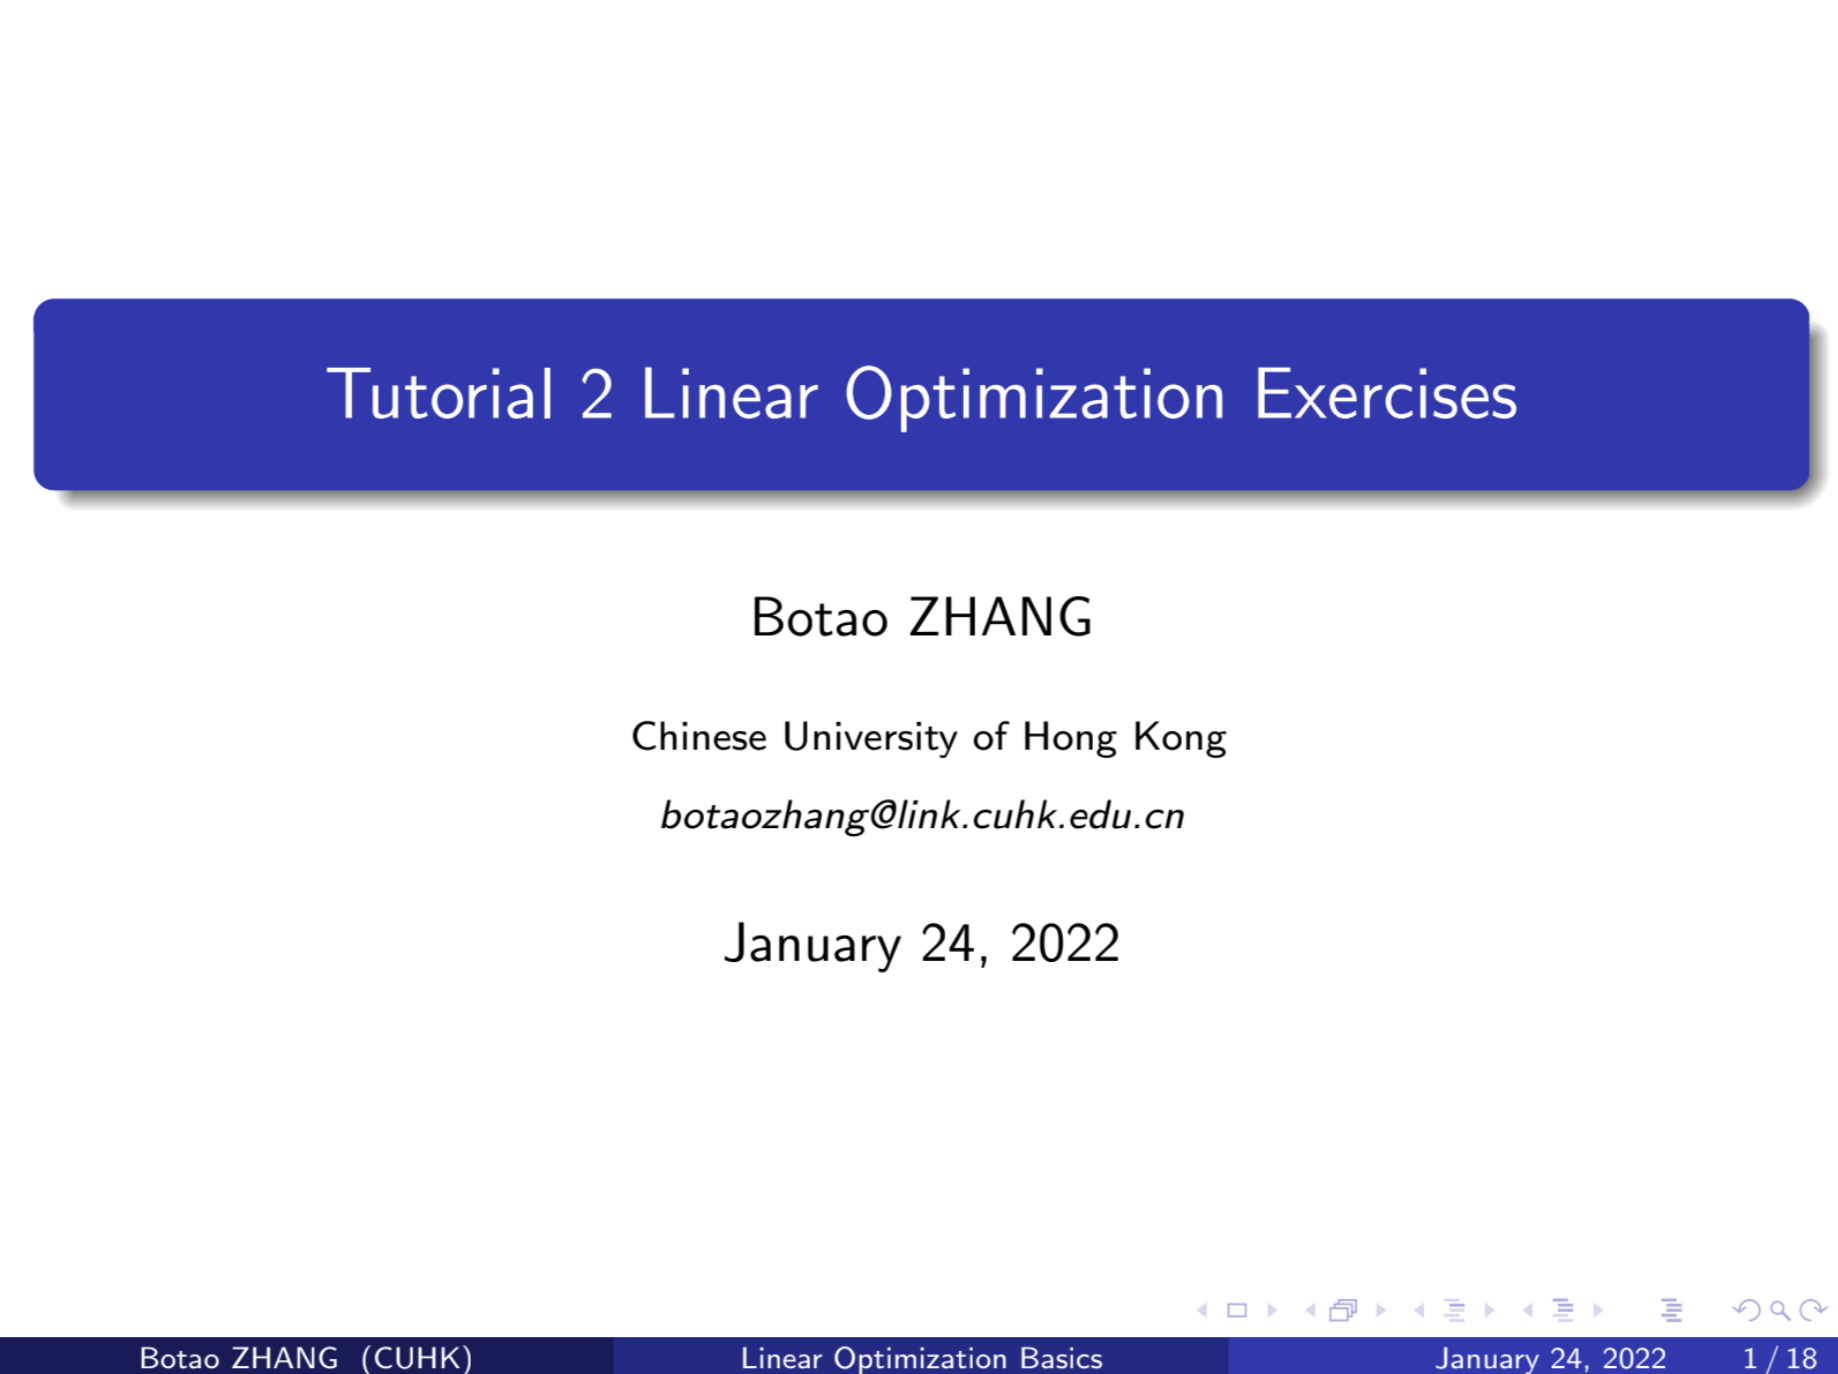 Tutorial 2 Linear Optimization Exercises
Botao ZHANG
Chinese University of Hong Kong
botaozhang@link.cuhk.edu.cn
January 24, 2022
Botao ZHANG (CUHK)
Linear Optimization Basics
January 24, 2022
1 / 18